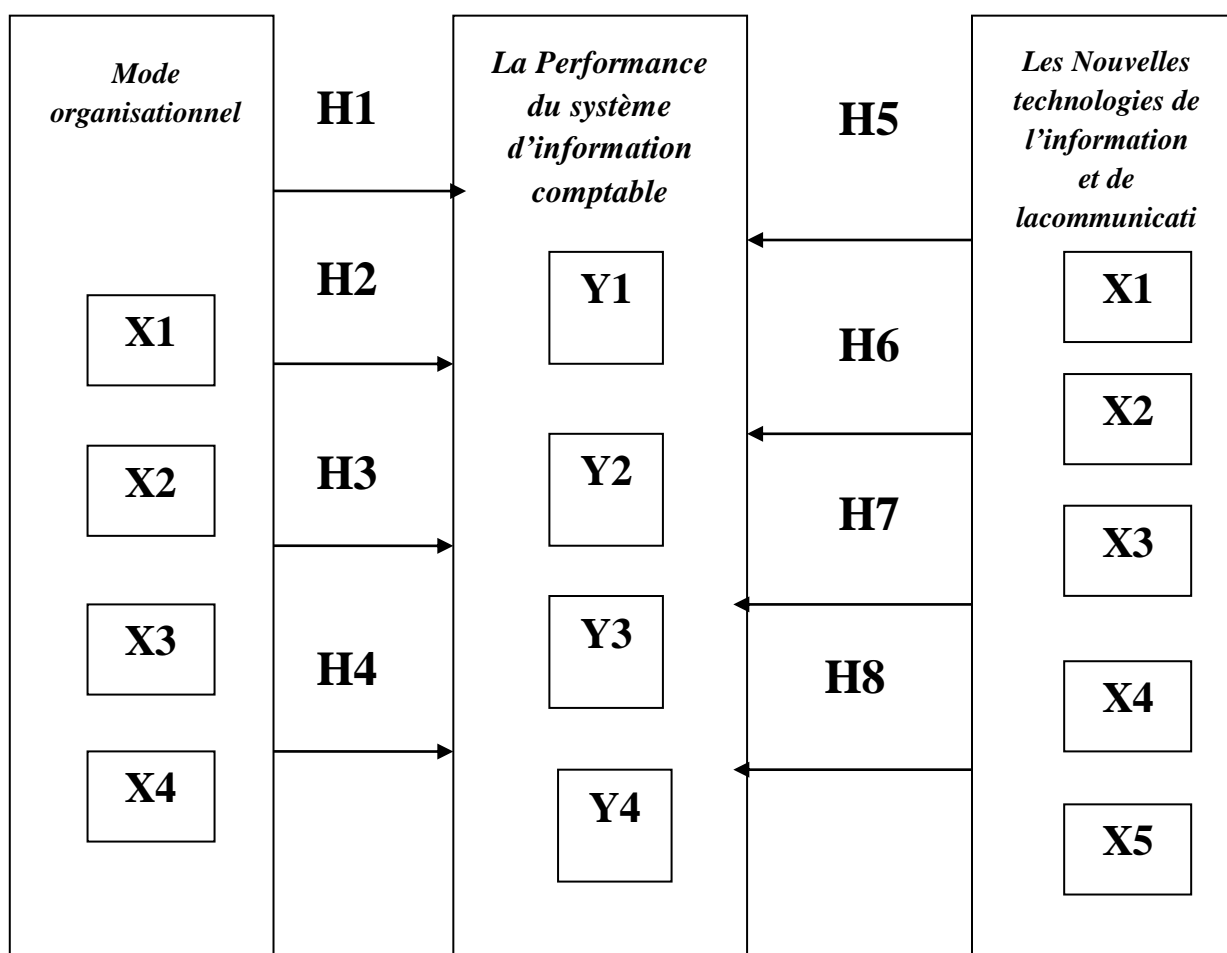 Mode
organisationnel
X1
X2
X3
X4
H1
H2
H3
H4
La Performance
du système
d'information
comptable
Y1
Y2
Y3
Y4
H5
H6
H7
H8
Les Nouvelles
technologies de
l'information
et de
lacommunicati
X1
X2
X3
X4
X5